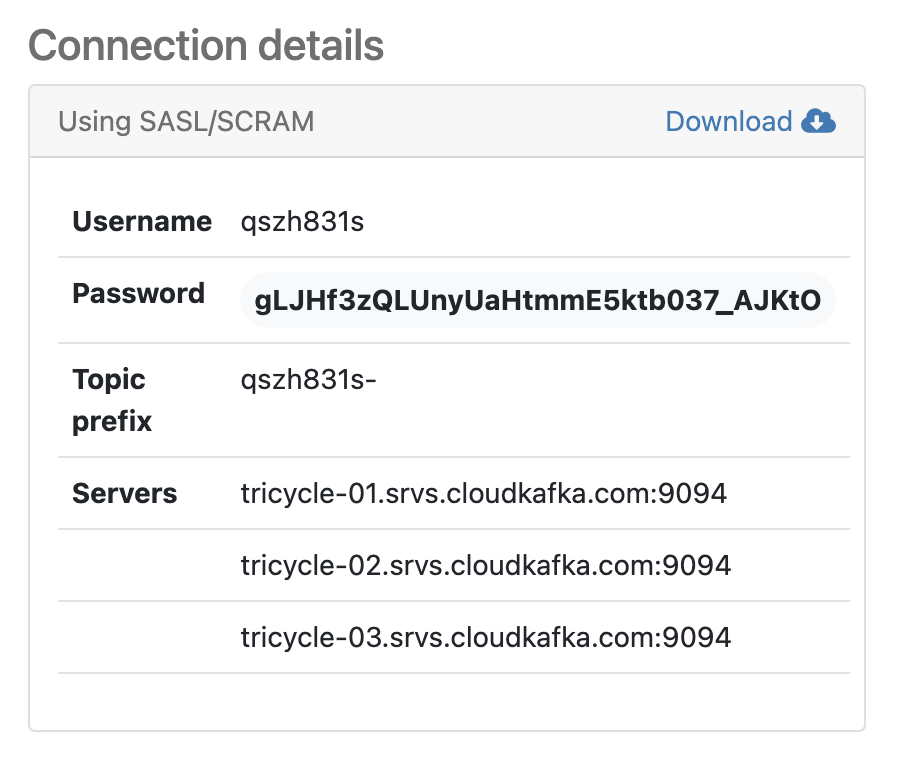 Connection details
Using SASL/SCRAM Download
Username qszh831s
Password gLJHf3zQLUnyUaHtmmE5ktb037_AJKtO
Topic prefix qszh831s-
Servers tricycle-01.srvs.cloudkafka.com:9094
tricycle-02.srvs.cloudkafka.com:9094
tricycle-03.srvs.cloudkafka.com:9094